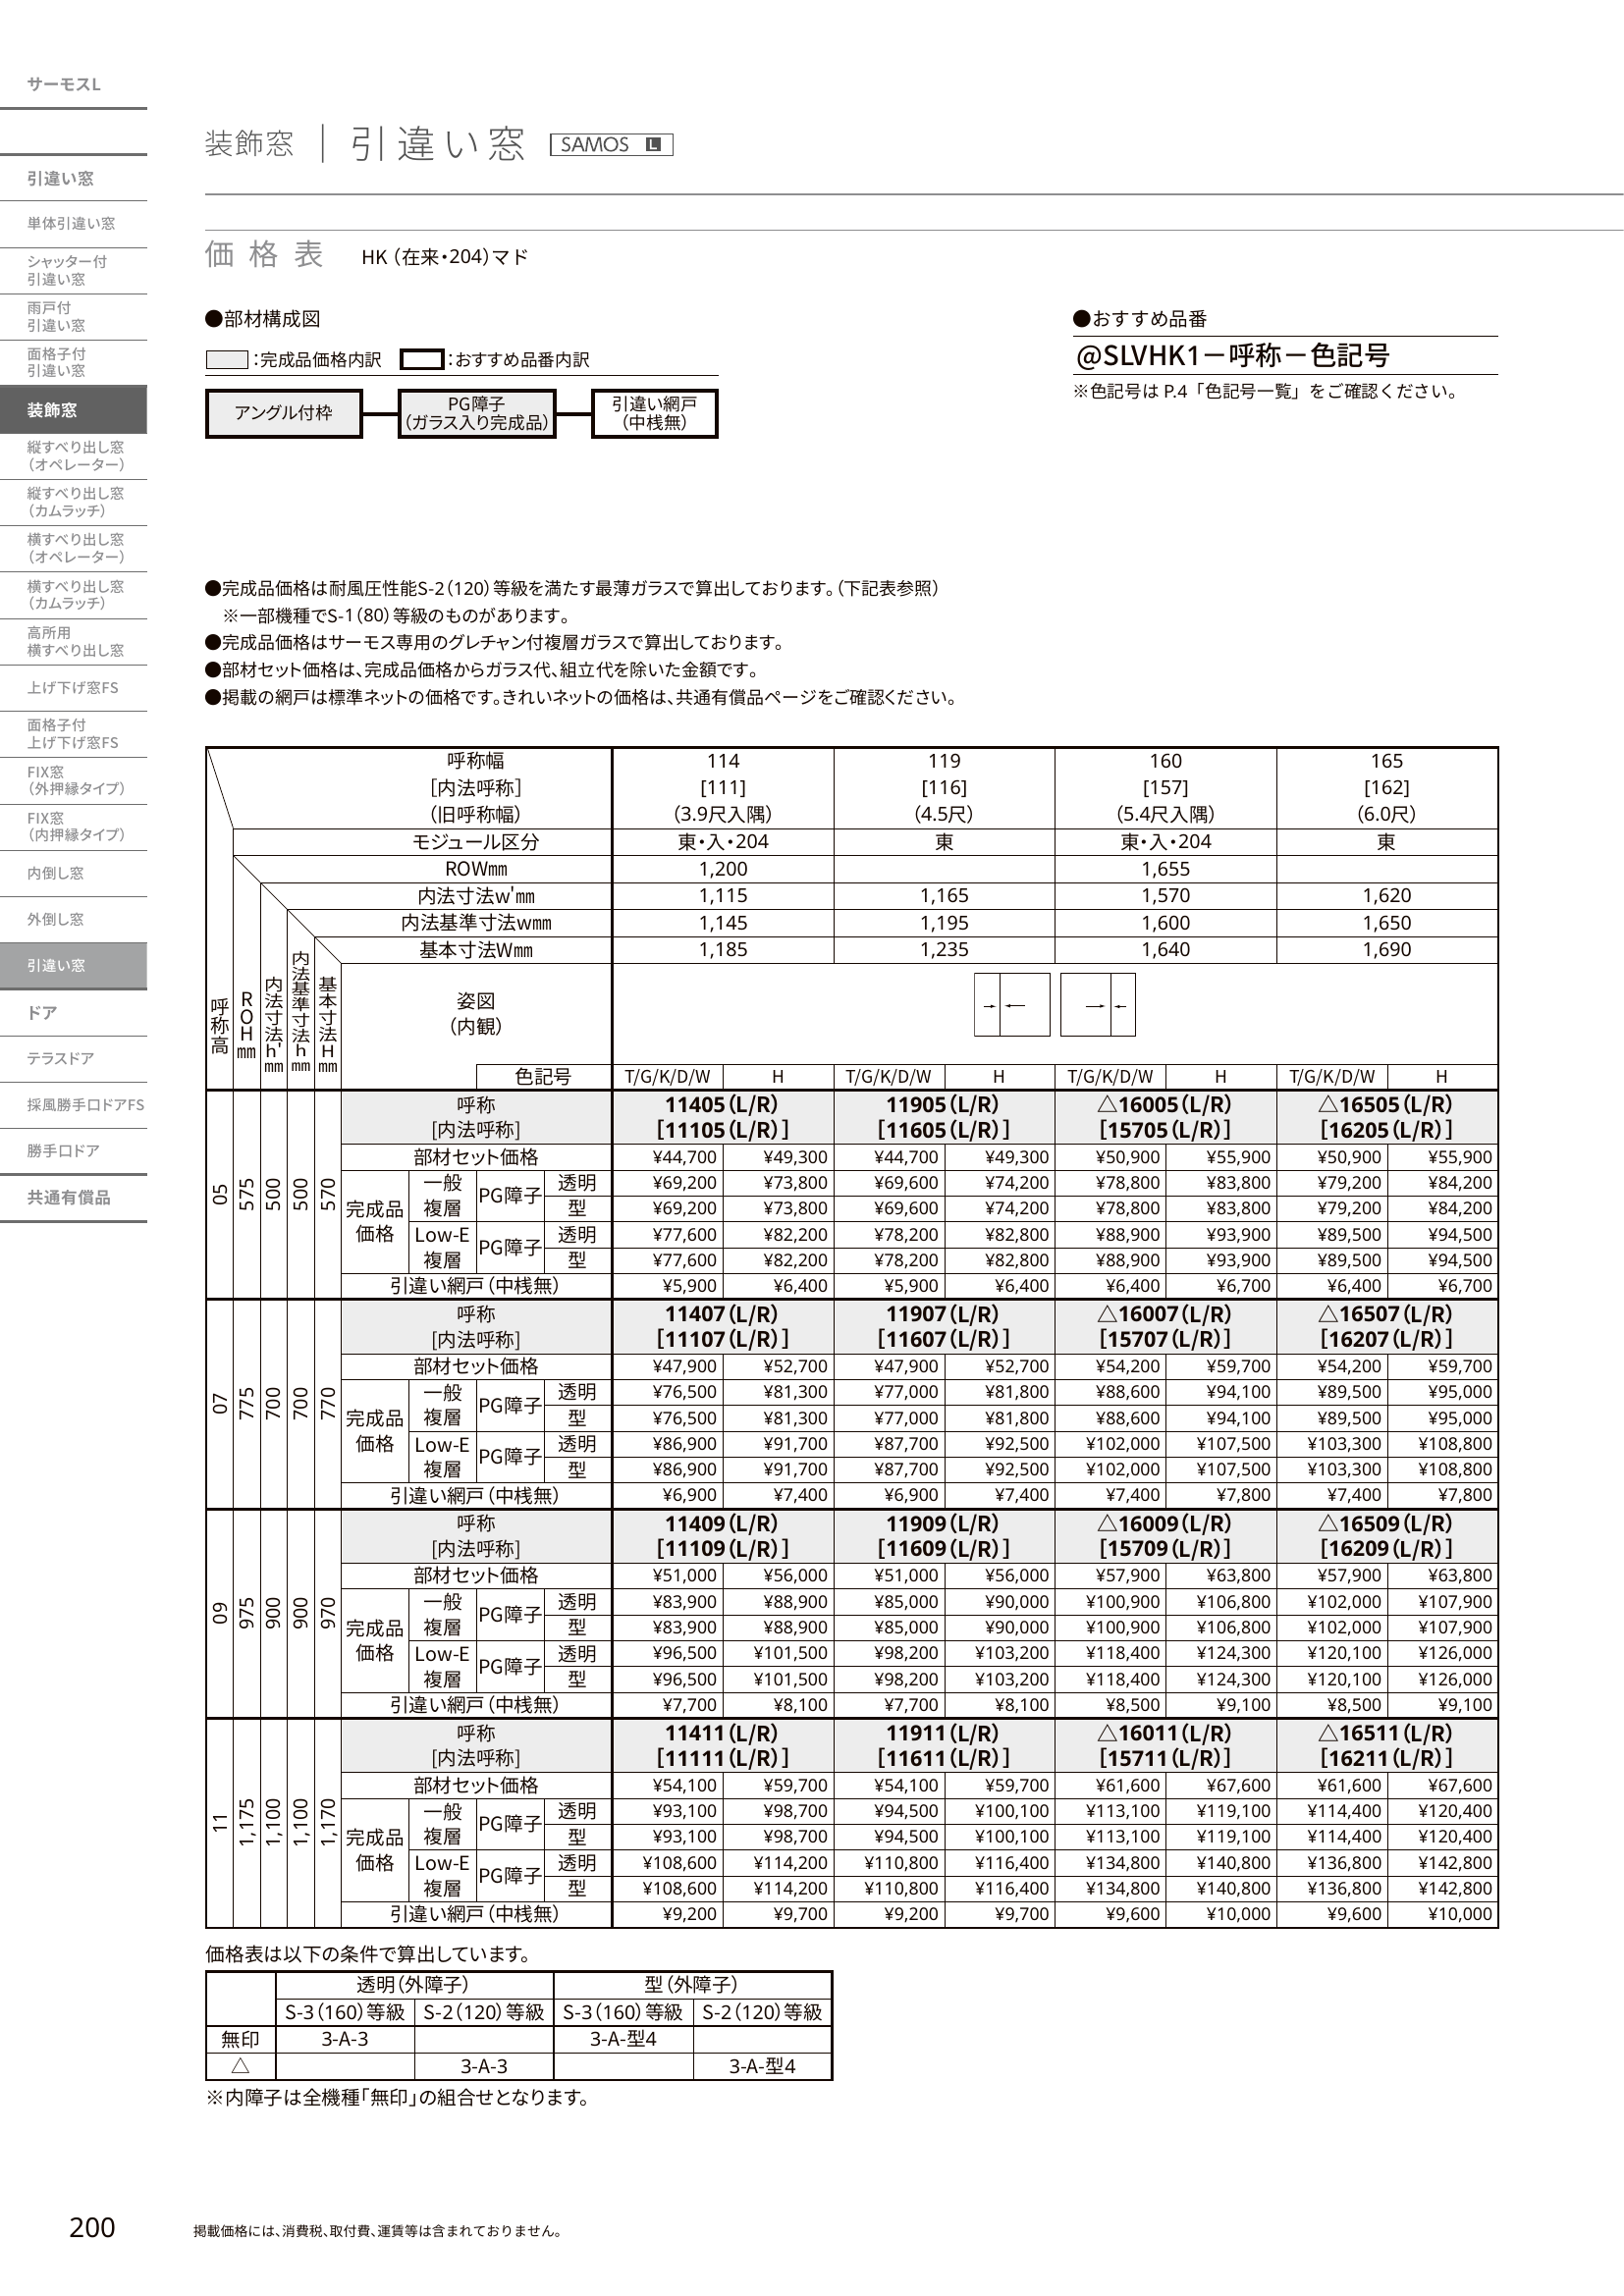 サーモスL
引違い窓
単体引違い窓
シャッター付
引違い窓
雨戸付
引違い窓
面格子付
引違い窓
装飾窓
縦すべり出し窓
（オペレーター）
縦すべり出し窓
（カムラッチ）
横すべり出し窓
（オペレーター）
横すべり出し窓
（カムラッチ）
高所用
横すべり出し窓
上げ下げ窓FS
面格子付
上げ下げ窓FS
FIX窓
（外押縁タイプ）
FIX窓
（内押縁タイプ）
内倒し窓
外倒し窓
引違い窓
ドア
テラスドア
採風勝手口ドアFS
勝手口ドア
共通有償品
装飾窓 引違い窓 SAMOS L
価格表 HK（在来・204）マド
●部材構成図
：完成品価格内訳 ：おすすめ品番内訳
アングル付枠
PG障子
（ガラス入り完成品）
引違い網戸
（中桟無）
●おすすめ品番
@SLVHK1－呼称－色記号
※色記号は P.4「色記号一覧」をご確認ください。
●完成品価格は耐風圧性能S-2（120）等級を満たす最薄ガラスで算出しております。（下記表参照）
※一部機種でS-1（80）等級のものがあります。
●完成品価格はサーモス専用のグレチャン付複層ガラスで算出しております。
●部材セット価格は、完成品価格からガラス代、組立代を除いた金額です。
●掲載の網戸は標準ネットの価格です。きれいネットの価格は、共通有償品ページをご確認ください。
呼称幅 114 119 160 165
［内法呼称］ [111] [116] [157] [162]
（旧呼称幅） （3.9尺入隅） （4.5尺） （5.4尺入隅） （6.0尺）
モジュール区分 東・入・204 東 東・入・204 東
ROW㎜ 1,200 1,655
内法寸法w'㎜ 1,115 1,165 1,570 1,620
内法基準寸法w㎜ 1,145 1,195 1,600 1,650
基本寸法W㎜ 1,185 1,235 1,640 1,690
呼称高 ROH㎜ 内法寸法h'㎜ 内法基準寸法h㎜ 基本寸法H㎜
姿図
（内観）
色記号 T/G/K/D/W H T/G/K/D/W H T/G/K/D/W H T/G/K/D/W H
05 575 500 500 570
呼称 11405（L/R） 11905（L/R） △16005（L/R） △16505（L/R）
[内法呼称] ［11105（L/R）］ ［11605（L/R）］ ［15705（L/R）］ ［16205（L/R）］
部材セット価格 ¥44,700 ¥49,300 ¥44,700 ¥49,300 ¥50,900 ¥55,900 ¥50,900 ¥55,900
完成品価格 一般複層 PG障子 透明 ¥69,200 ¥73,800 ¥69,600 ¥74,200 ¥78,800 ¥83,800 ¥79,200 ¥84,200
型 ¥69,200 ¥73,800 ¥69,600 ¥74,200 ¥78,800 ¥83,800 ¥79,200 ¥84,200
Low-E複層 PG障子 透明 ¥77,600 ¥82,200 ¥78,200 ¥82,800 ¥88,900 ¥93,900 ¥89,500 ¥94,500
型 ¥77,600 ¥82,200 ¥78,200 ¥82,800 ¥88,900 ¥93,900 ¥89,500 ¥94,500
引違い網戸（中桟無） ¥5,900 ¥6,400 ¥5,900 ¥6,400 ¥6,400 ¥6,700 ¥6,400 ¥6,700
07 775 700 700 770
呼称 11407（L/R） 11907（L/R） △16007（L/R） △16507（L/R）
[内法呼称] ［11107（L/R）］ ［11607（L/R）］ ［15707（L/R）］ ［16207（L/R）］
部材セット価格 ¥47,900 ¥52,700 ¥47,900 ¥52,700 ¥54,200 ¥59,700 ¥54,200 ¥59,700
完成品価格 一般複層 PG障子 透明 ¥76,500 ¥81,300 ¥77,000 ¥81,800 ¥88,600 ¥94,100 ¥89,500 ¥95,000
型 ¥76,500 ¥81,300 ¥77,000 ¥81,800 ¥88,600 ¥94,100 ¥89,500 ¥95,000
Low-E複層 PG障子 透明 ¥86,900 ¥91,700 ¥87,700 ¥92,500 ¥102,000 ¥107,500 ¥103,300 ¥108,800
型 ¥86,900 ¥91,700 ¥87,700 ¥92,500 ¥102,000 ¥107,500 ¥103,300 ¥108,800
引違い網戸（中桟無） ¥6,900 ¥7,400 ¥6,900 ¥7,400 ¥7,400 ¥7,800 ¥7,400 ¥7,800
09 975 900 900 970
呼称 11409（L/R） 11909（L/R） △16009（L/R） △16509（L/R）
[内法呼称] ［11109（L/R）］ ［11609（L/R）］ ［15709（L/R）］ ［16209（L/R）］
部材セット価格 ¥51,000 ¥56,000 ¥51,000 ¥56,000 ¥57,900 ¥63,800 ¥57,900 ¥63,800
完成品価格 一般複層 PG障子 透明 ¥83,900 ¥88,900 ¥85,000 ¥90,000 ¥100,900 ¥106,800 ¥102,000 ¥107,900
型 ¥83,900 ¥88,900 ¥85,000 ¥90,000 ¥100,900 ¥106,800 ¥102,000 ¥107,900
Low-E複層 PG障子 透明 ¥96,500 ¥101,500 ¥98,200 ¥103,200 ¥118,400 ¥124,300 ¥120,100 ¥126,000
型 ¥96,500 ¥101,500 ¥98,200 ¥103,200 ¥118,400 ¥124,300 ¥120,100 ¥126,000
引違い網戸（中桟無） ¥7,700 ¥8,100 ¥7,700 ¥8,100 ¥8,500 ¥9,100 ¥8,500 ¥9,100
11 1,175 1,100 1,100 1,170
呼称 11411（L/R） 11911（L/R） △16011（L/R） △16511（L/R）
[内法呼称] ［11111（L/R）］ ［11611（L/R）］ ［15711（L/R）］ ［16211（L/R）］
部材セット価格 ¥54,100 ¥59,700 ¥54,100 ¥59,700 ¥61,600 ¥67,600 ¥61,600 ¥67,600
完成品価格 一般複層 PG障子 透明 ¥93,100 ¥98,700 ¥94,500 ¥100,100 ¥113,100 ¥119,100 ¥114,400 ¥120,400
型 ¥93,100 ¥98,700 ¥94,500 ¥100,100 ¥113,100 ¥119,100 ¥114,400 ¥120,400
Low-E複層 PG障子 透明 ¥108,600 ¥114,200 ¥110,800 ¥116,400 ¥134,800 ¥140,800 ¥136,800 ¥142,800
型 ¥108,600 ¥114,200 ¥110,800 ¥116,400 ¥134,800 ¥140,800 ¥136,800 ¥142,800
引違い網戸（中桟無） ¥9,200 ¥9,700 ¥9,200 ¥9,700 ¥9,600 ¥10,000 ¥9,600 ¥10,000
価格表は以下の条件で算出しています。
透明（外障子） 型（外障子）
S-3（160）等級 S-2（120）等級 S-3（160）等級 S-2（120）等級
無印 3-A-3 3-A-型4
△ 3-A-3 3-A-型4
※内障子は全機種「無印」の組合せとなります。
200 掲載価格には、消費税、取付費、運賃等は含まれておりません。